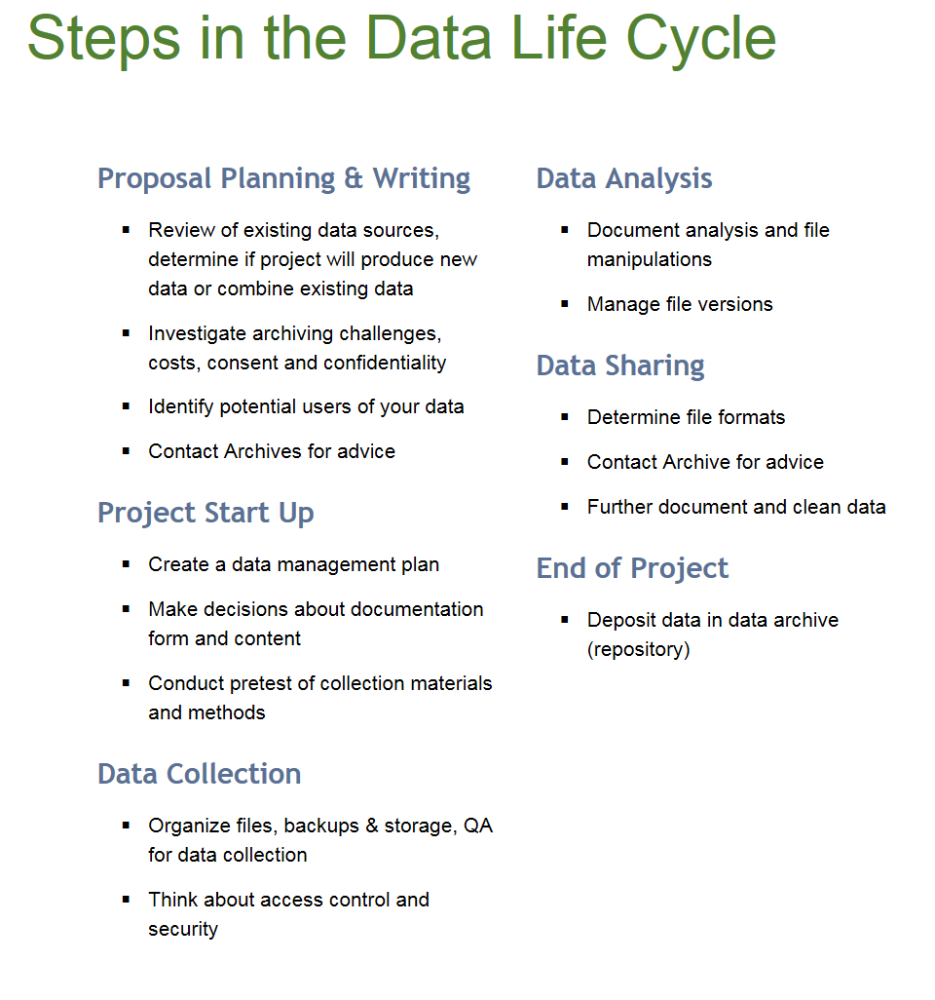 Steps in the Data Life Cycle
Proposal Planning & Writing
▪ Review of existing data sources,
determine if project will produce new
data or combine existing data
▪ Investigate archiving challenges,
costs, consent and confidentiality
▪ Identify potential users of your data
▪ Contact Archives for advice
Project Start Up
▪ Create a data management plan
▪ Make decisions about documentation
form and content
▪ Conduct pretest of collection materials
and methods
Data Collection
▪ Organize files, backups & storage, QA
for data collection
▪ Think about access control and
security
Data Analysis
▪ Document analysis and file
manipulations
▪ Manage file versions
Data Sharing
▪ Determine file formats
▪ Contact Archive for advice
▪ Further document and clean data
End of Project
▪ Deposit data in data archive
(repository)